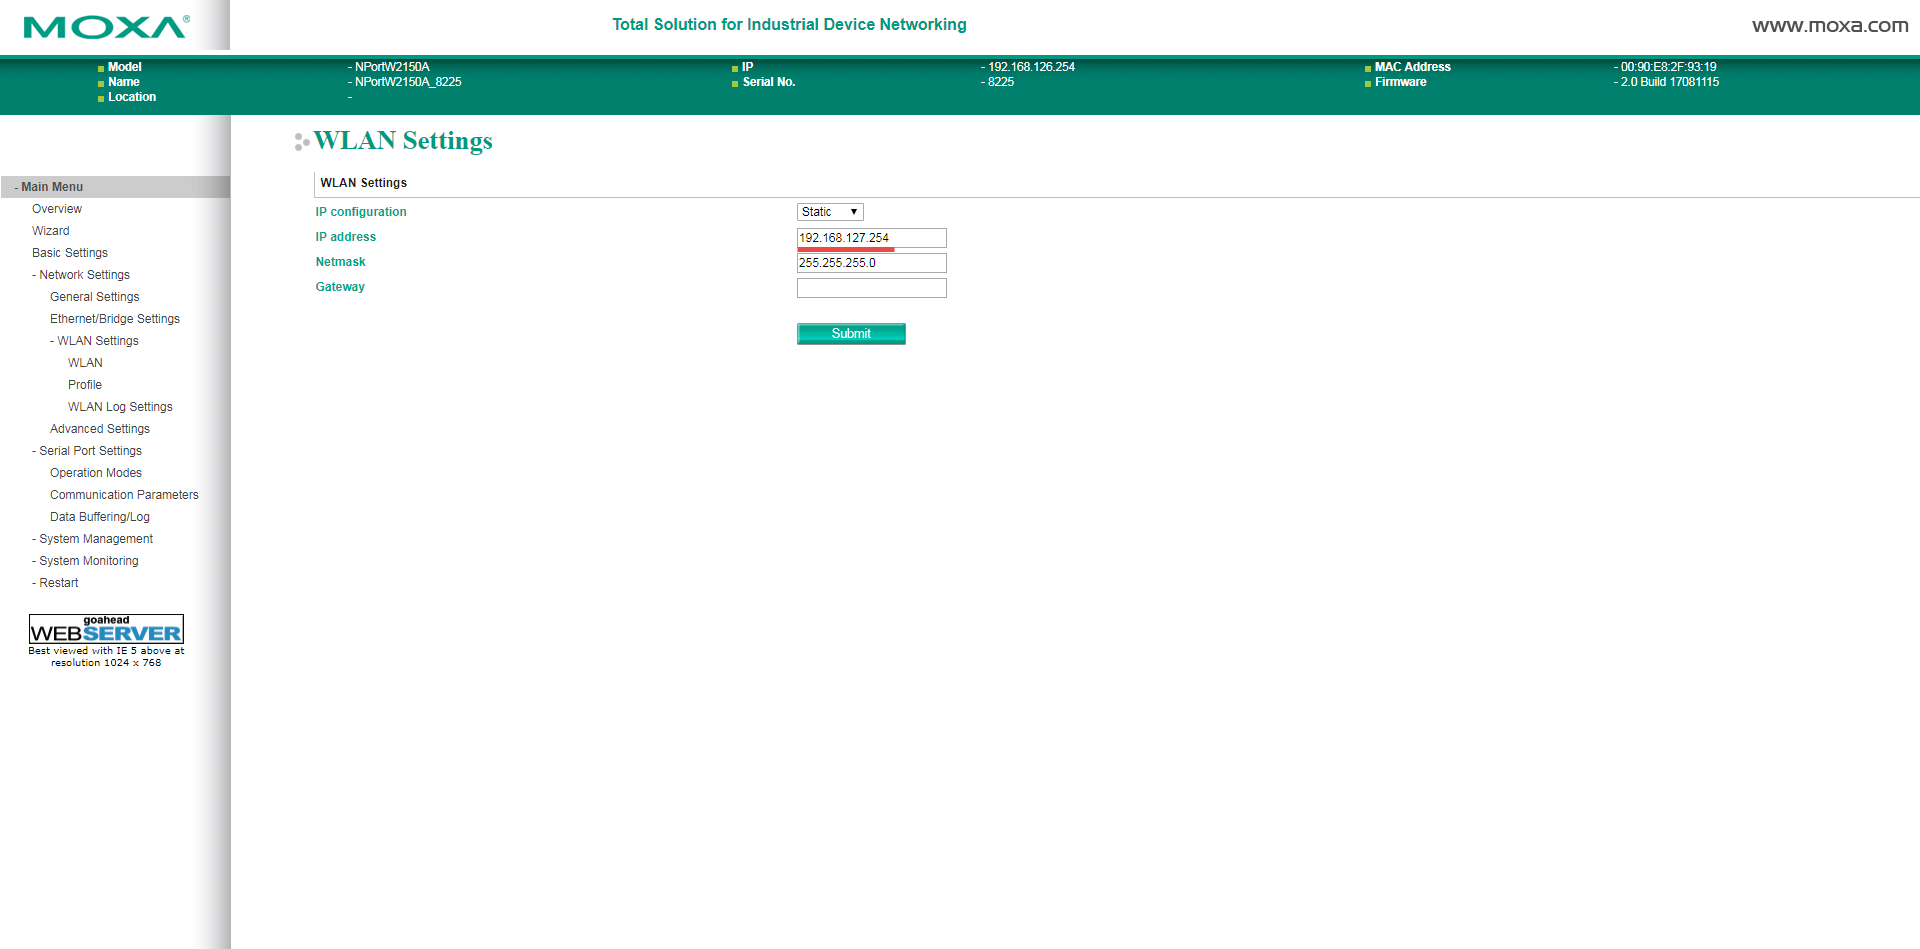 MOXA®
Total Solution for Industrial Device Networking
www.moxa.com
Model - NPortW2150A IP - 192.168.126.254 MAC Address - 00:90:E8:2F:93:19
Name - NPortW2150A_8225 Serial No. - 8225 Firmware - 2.0 Build 17081115
Location -
WLAN Settings
WLAN Settings
IP configuration Static
IP address 192.168.127.254
Netmask 255.255.255.0
Gateway
Submit
- Main Menu
Overview
Wizard
Basic Settings
- Network Settings
General Settings
Ethernet/Bridge Settings
- WLAN Settings
WLAN
Profile
WLAN Log Settings
Advanced Settings
- Serial Port Settings
Operation Modes
Communication Parameters
Data Buffering/Log
- System Management
- System Monitoring
- Restart
goahead
WEBSERVER
Best viewed with IE 5 above at
resolution 1024 x 768